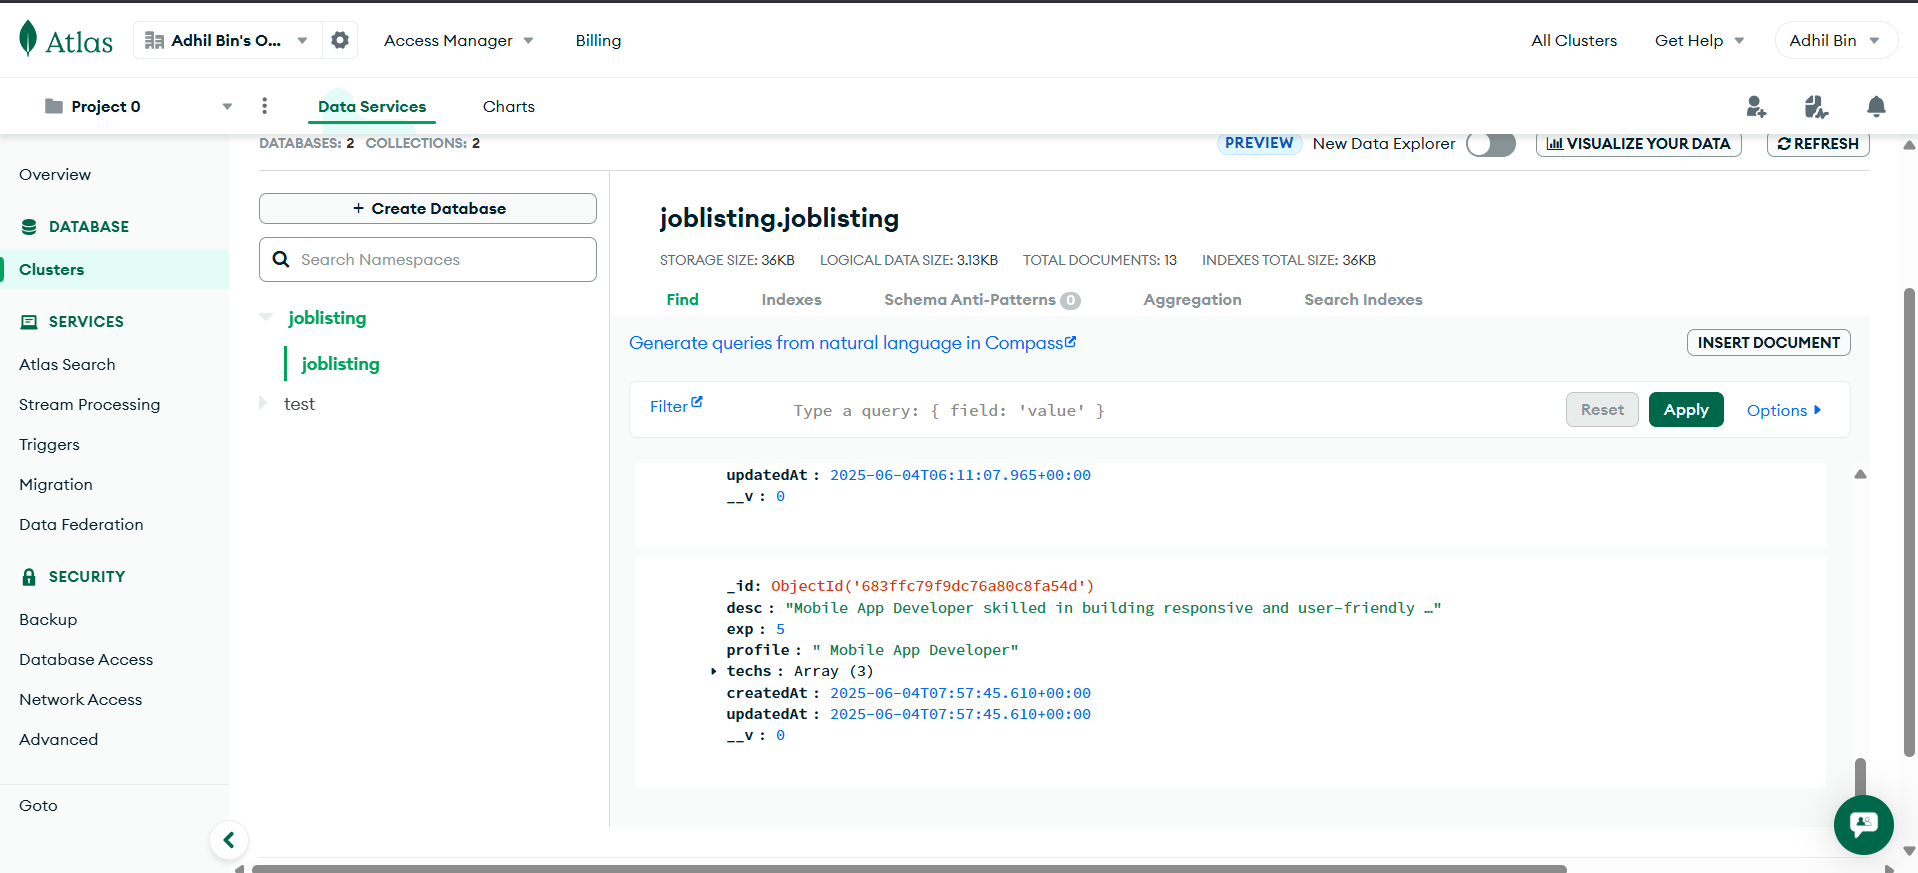 Atlas
Adhil Bin's O...
Access Manager
Billing
All Clusters
Get Help
Adhil Bin
Project 0
Data Services
Charts
DATABASES: 2 COLLECTIONS: 2
PREVIEW
New Data Explorer
VISUALIZE YOUR DATA
REFRESH
Overview
DATABASE
Clusters
SERVICES
Atlas Search
Stream Processing
Triggers
Migration
Data Federation
SECURITY
Backup
Database Access
Network Access
Advanced
Goto
+ Create Database
Search Namespaces
joblisting
joblisting
test
joblisting.joblisting
STORAGE SIZE: 36KB LOGICAL DATA SIZE: 3.13KB TOTAL DOCUMENTS: 13 INDEXES TOTAL SIZE: 36KB
Find Indexes Schema Anti-Patterns 0 Aggregation Search Indexes
Generate queries from natural language in Compass
INSERT DOCUMENT
Filter
Type a query: { field: 'value' }
Reset
Apply
Options
updatedAt : 2025-06-04T06:11:07.965+00:00
__v : 0
_id: ObjectId('683ffc79f9dc76a80c8fa54d')
desc : "Mobile App Developer skilled in building responsive and user-friendly …"
exp : 5
profile : " Mobile App Developer"
techs : Array (3)
createdAt : 2025-06-04T07:57:45.610+00:00
updatedAt : 2025-06-04T07:57:45.610+00:00
__v : 0